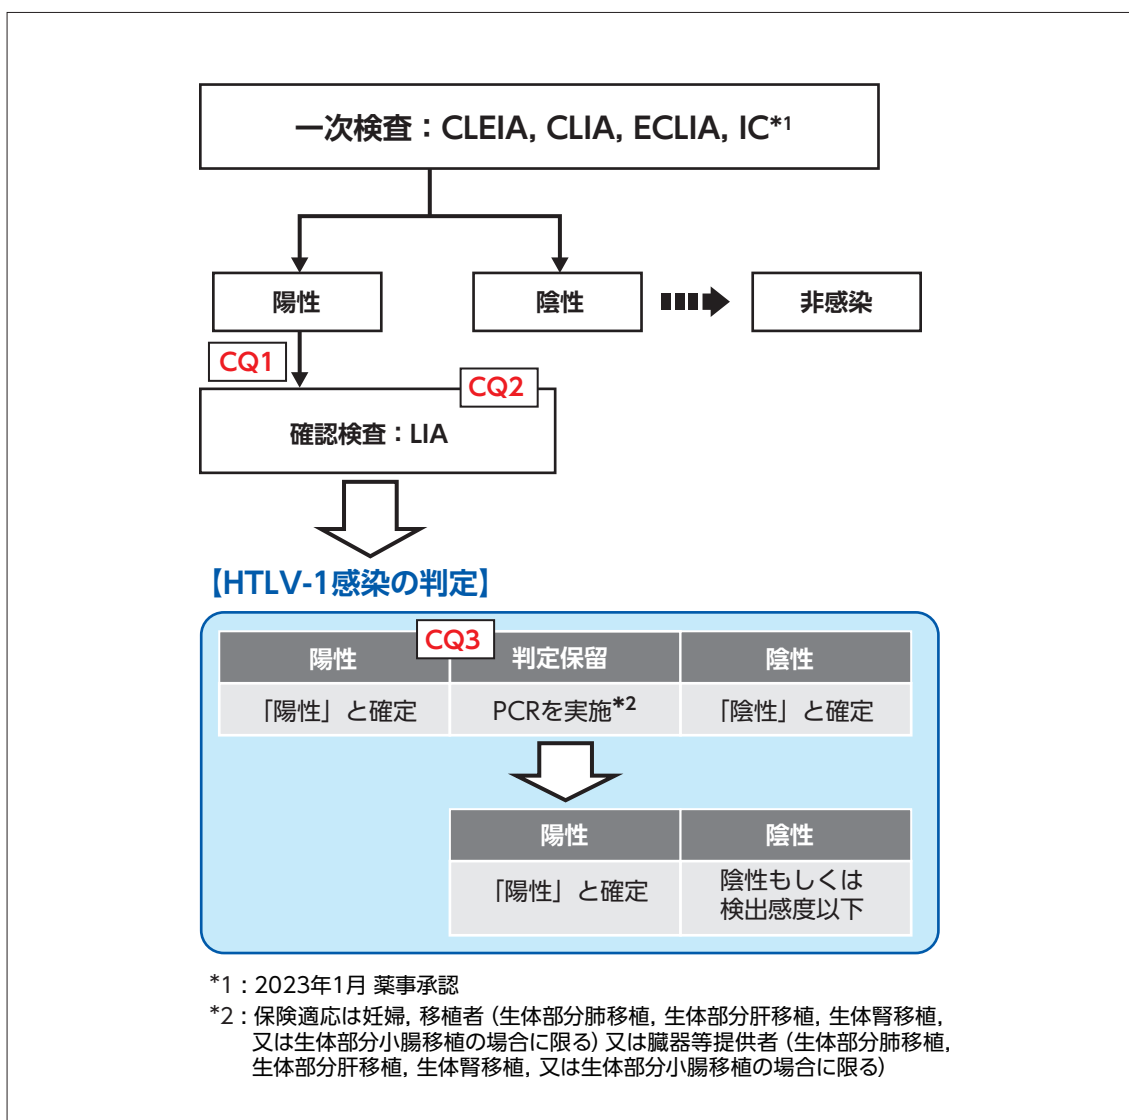 一次検査：CLEIA, CLIA, ECLIA, IC*1
陽性
陰性
非感染
CQ1
CQ2
確認検査：LIA
【HTLV-1感染の判定】
CQ3
陽性
判定保留
陰性
「陽性」と確定
PCRを実施*2
「陰性」と確定
陽性
陰性
「陽性」と確定
陰性もしくは
検出感度以下
*1：2023年1月 薬事承認
*2：保険適応は妊婦, 移植者（生体部分肺移植, 生体部分肝移植, 生体腎移植,
又は生体部分小腸移植の場合に限る）又は臓器等提供者（生体部分肺移植,
生体部分肝移植, 生体腎移植, 又は生体部分小腸移植の場合に限る）